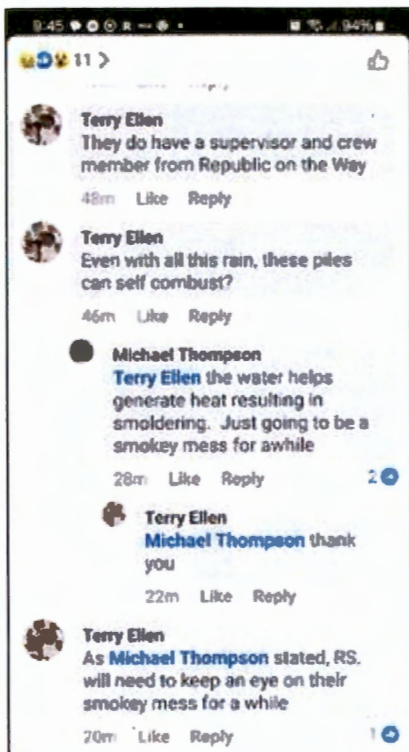 9:45
94%
11 >
Terry Ellen
They do have a supervisor and crew
member from Republic on the Way
48m Like Reply
Terry Ellen
Even with all this rain, these piles
can self combust?
46m Like Reply
Michael Thompson
Terry Ellen the water helps
generate heat resulting in
smoldering. Just going to be a
smokey mess for awhile
28m Like Reply 2
Terry Ellen
Michael Thompson thank
you
22m Like Reply
Terry Ellen
As Michael Thompson stated, RS.
will need to keep an eye on their
smokey mess for a while
20m Like Reply 1